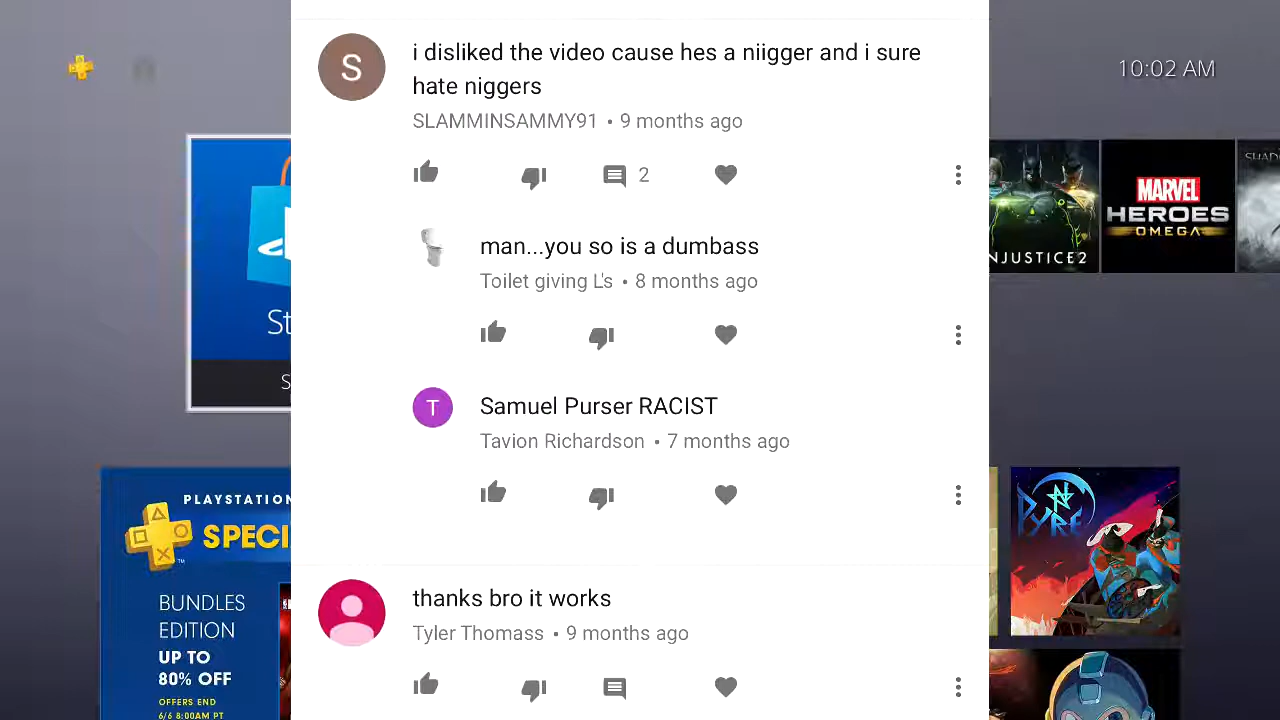 i disliked the video cause hes a niigger and i sure
hate niggers
SLAMMINSAMMY91 • 9 months ago
2
man...you so is a dumbass
Toilet giving L's • 8 months ago
Samuel Purser RACIST
Tavion Richardson • 7 months ago
thanks bro it works
Tyler Thomass • 9 months ago
S
T
10:02 AM
St
S
NJUSTICE2
MARVEL
HEROES
OMEGA
SHAD
PLAYSTATION
SPECI
BUNDLES
EDITION
UP TO
80% OFF
OFFERS END
6/6 8:00AM PT
PYRE